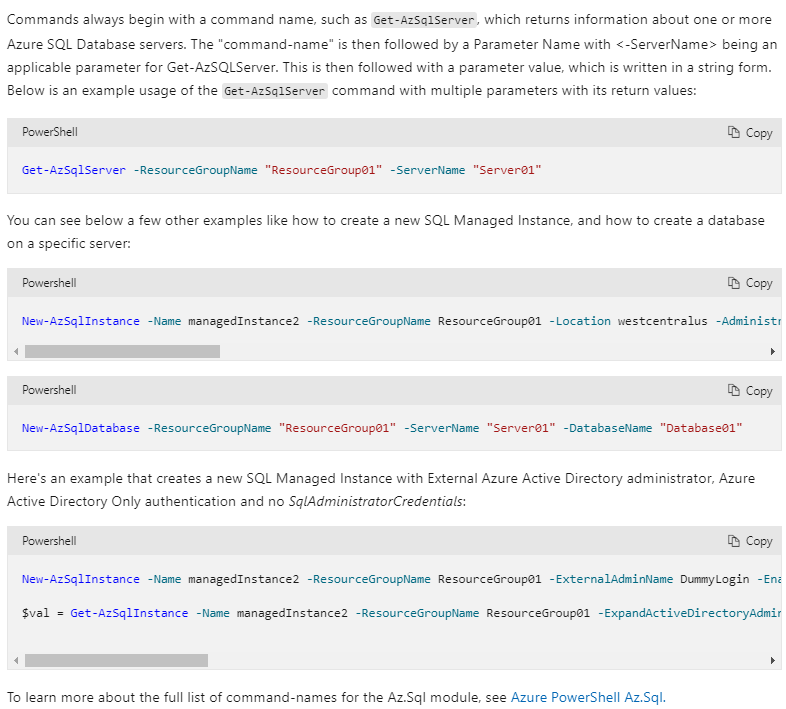 Commands always begin with a command name, such as Get-AzSqlServer, which returns information about one or more
Azure SQL Database servers. The "command-name" is then followed by a Parameter Name with <-ServerName> being an
applicable parameter for Get-AzSQLServer. This is then followed with a parameter value, which is written in a string form.
Below is an example usage of the Get-AzSqlServer command with multiple parameters with its return values:
PowerShell Copy
Get-AzSqlServer -ResourceGroupName "ResourceGroup01" -ServerName "Server01"
You can see below a few other examples like how to create a new SQL Managed Instance, and how to create a database
on a specific server:
Powershell Copy
New-AzSqlInstance -Name managedInstance2 -ResourceGroupName ResourceGroup01 -Location westcentralus -Administr
Powershell Copy
New-AzSqlDatabase -ResourceGroupName "ResourceGroup01" -ServerName "Server01" -DatabaseName "Database01"
Here's an example that creates a new SQL Managed Instance with External Azure Active Directory administrator, Azure
Active Directory Only authentication and no SqlAdministratorCredentials:
Powershell Copy
New-AzSqlInstance -Name managedInstance2 -ResourceGroupName ResourceGroup01 -ExternalAdminName DummyLogin -Ena
$val = Get-AzSqlInstance -Name managedInstance2 -ResourceGroupName ResourceGroup01 -ExpandActiveDirectoryAdmin
To learn more about the full list of command-names for the Az.Sql module, see Azure PowerShell Az.Sql.